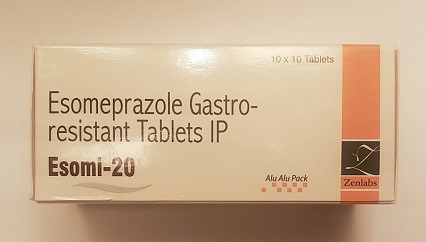 10 x 10 Tablets
Esomeprazole Gastro-
resistant Tablets IP
Esomi-20
Alu Alu Pack
Zenlabs